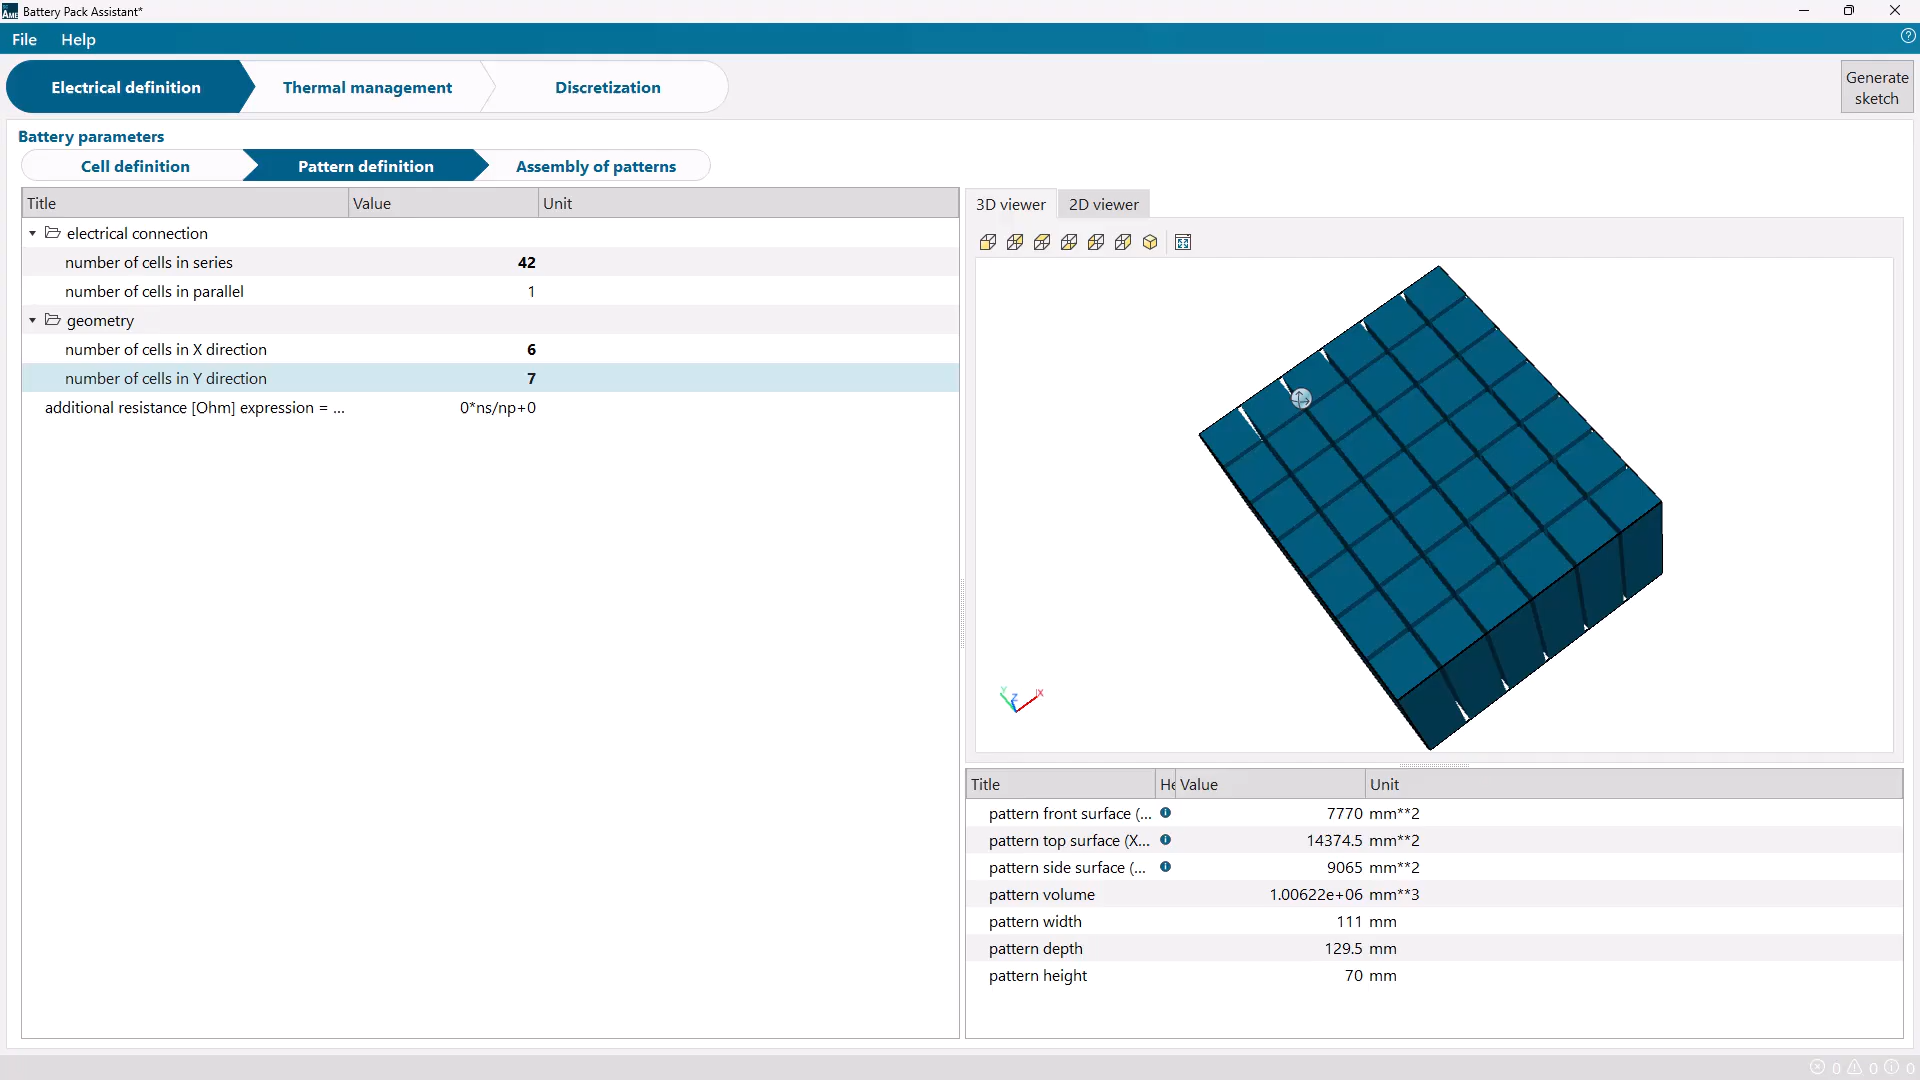 Battery Pack Assistant*
File Help
Electrical definition Thermal management Discretization
Generate
sketch
Battery parameters
Cell definition Pattern definition Assembly of patterns
Title Value Unit
electrical connection
number of cells in series 42
number of cells in parallel 1
geometry
number of cells in X direction 6
number of cells in Y direction 7
additional resistance [Ohm] expression = ... 0*ns/np+0
3D viewer 2D viewer
Y Z X
Title He Value Unit
pattern front surface (... 7770 mm**2
pattern top surface (X... 14374.5 mm**2
pattern side surface (... 9065 mm**2
pattern volume 1.00622e+06 mm**3
pattern width 111 mm
pattern depth 129.5 mm
pattern height 70 mm
0 0 0